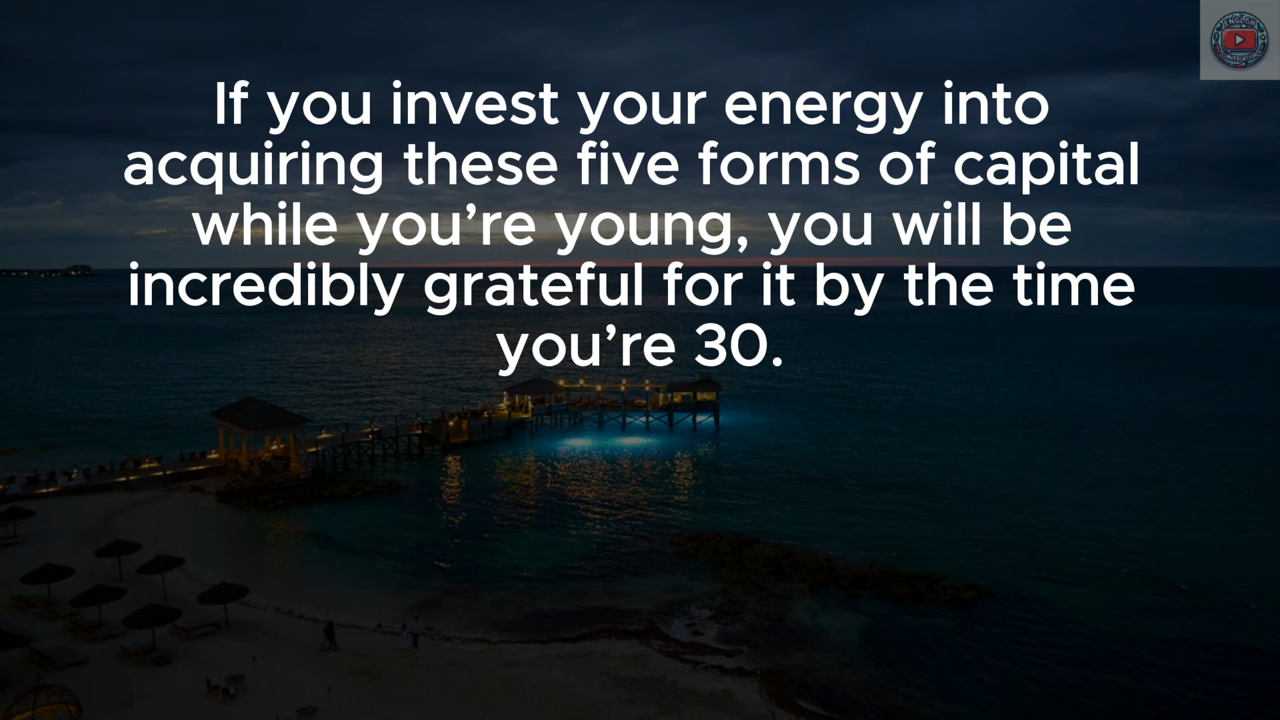 If you invest your energy into
acquiring these five forms of capital
while you’re young, you will be
incredibly grateful for it by the time
you’re 30.